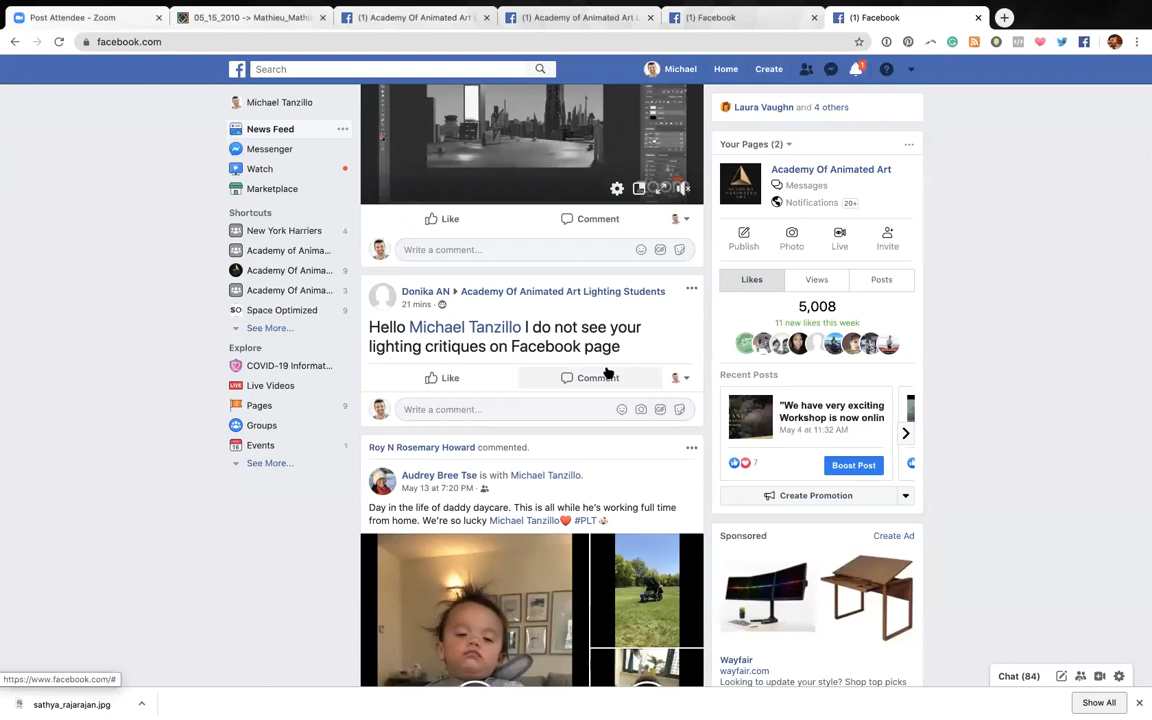 Post Attendee - Zoom
05_15_2010 -> Mathieu_Mathi
(1) Academy Of Animated Art
(1) Academy of Animated Art L
(1) Facebook
(1) Facebook
facebook.com
Search
Michael
Home
Create
1
Michael Tanzillo
News Feed
Messenger
Watch
Marketplace
Shortcuts
New York Harriers 4
Academy of Anima...
Academy Of Anima... 9
Academy Of Anima... 4
SO Space Optimized 9
See More...
Explore
COVID-19 Informat...
LIVE Live Videos
Pages 9
Groups
Events 1
See More...
Like
Comment
Write a comment...
GIF
Donika AN Academy Of Animated Art Lighting Students
21 mins ·
Hello Michael Tanzillo I do not see your
lighting critiques on Facebook page
Like
Comment
Write a comment...
GIF
Roy N Rosemary Howard commented.
Audrey Bree Tse is with Michael Tanzillo.
May 13 at 7:20 PM ·
Day in the life of daddy daycare. This is all while he's working full time
from home. We're so lucky Michael Tanzillo❤️ #PLT👶🏻
Laura Vaughn and 4 others
Your Pages (2)
Academy Of Animated Art
Messages
Notifications 20+
Publish
Photo
Live
Invite
Likes
Views
Posts
5,008
11 new likes this week
Recent Posts
"We have very exciting
Workshop is now onlin
May 4 at 11:32 AM
7
Boost Post
Create Promotion
Sponsored
Create Ad
Wayfair
wayfair.com
Looking to update your style? Shop top picks
Chat (84)
https://www.facebook.com/#
sathya_rajarajan.jpg
Show All